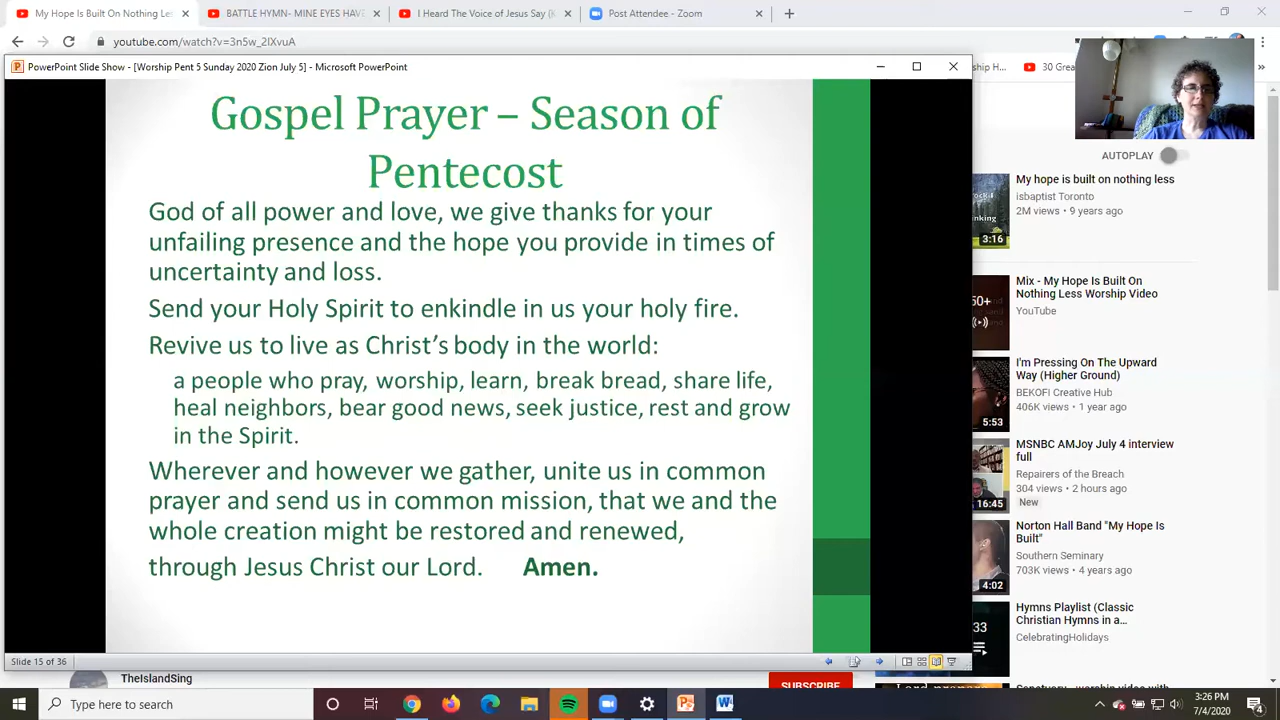 My Hope Is Built On Nothing Les
BATTLE HYMN- MINE EYES HAVE
I Heard The Voice of Jesus Say (K
Post Attendee - Zoom
youtube.com/watch?v=3n5w_2lXvuA
PowerPoint Slide Show - [Worship Pent 5 Sunday 2020 Zion July 5] - Microsoft PowerPoint
ship H...
30 Grea
Gospel Prayer – Season of
Pentecost
God of all power and love, we give thanks for your
unfailing presence and the hope you provide in times of
uncertainty and loss.
Send your Holy Spirit to enkindle in us your holy fire.
Revive us to live as Christ's body in the world:
a people who pray, worship, learn, break bread, share life,
heal neighbors, bear good news, seek justice, rest and grow
in the Spirit.
Wherever and however we gather, unite us in common
prayer and send us in common mission, that we and the
whole creation might be restored and renewed,
through Jesus Christ our Lord. Amen.
AUTOPLAY
My hope is built on nothing less
isbaptist Toronto
2M views • 9 years ago
3:16
Mix - My Hope Is Built On
Nothing Less Worship Video
YouTube
50+
I'm Pressing On The Upward
Way (Higher Ground)
BEKOFI Creative Hub
406K views • 1 year ago
5:53
MSNBC AMJoy July 4 interview
full
Repairers of the Breach
304 views • 2 hours ago
New
16:45
Norton Hall Band "My Hope Is
Built"
Southern Seminary
703K views • 4 years ago
4:02
Hymns Playlist (Classic
Christian Hymns in a...
CelebratingHolidays
33
Slide 15 of 36
TheIslandSing
SUBSCRIBE
Type here to search
3:26 PM
7/4/2020
4